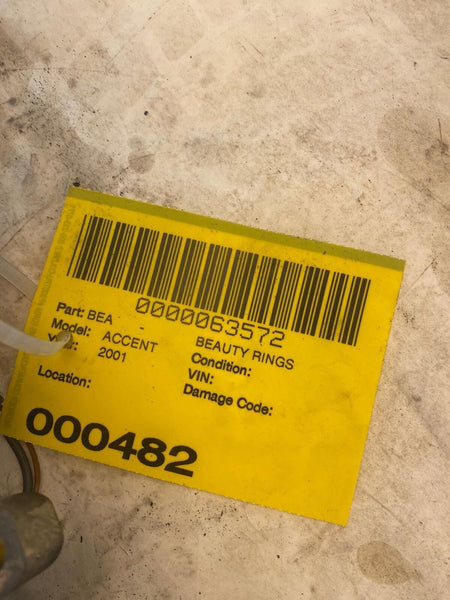 0000063572
Part: BEA
BEAUTY RINGS
Model: ACCENT
Condition:
2001
VIN:
Location:
Damage Code:
000482